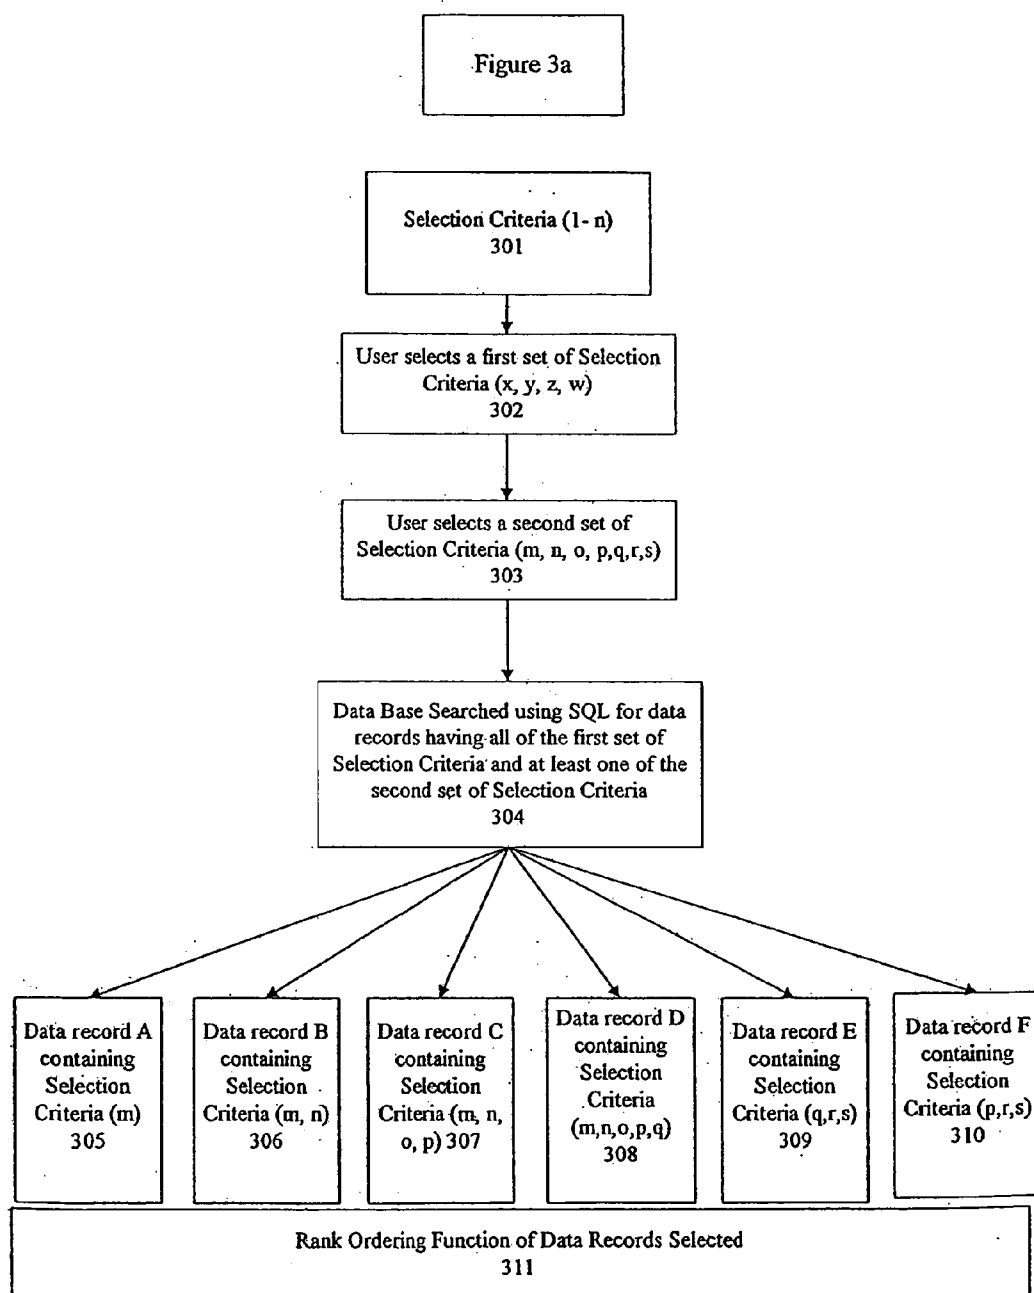 Figure 3a
Selection Criteria (1- n)
301
User selects a first set of Selection
Criteria (x, y, z, w)
302
User selects a second set of
Selection Criteria (m, n, o, p,q,r,s)
303
Data Base Searched using SQL for data
records having all of the first set of
Selection Criteria and at least one of the
second set of Selection Criteria
304
Data record A
containing
Selection
Criteria (m)
305
Data record B
containing
Selection
Criteria (m, n)
306
Data record C
containing
Selection
Criteria (m, n,
o, p) 307
Data record D
containing
Selection
Criteria
(m,n,o,p,q)
308
Data record E
containing
Selection
Criteria (q,r,s)
309
Data record F
containing
Selection
Criteria (p,r,s)
310
Rank Ordering Function of Data Records Selected
311